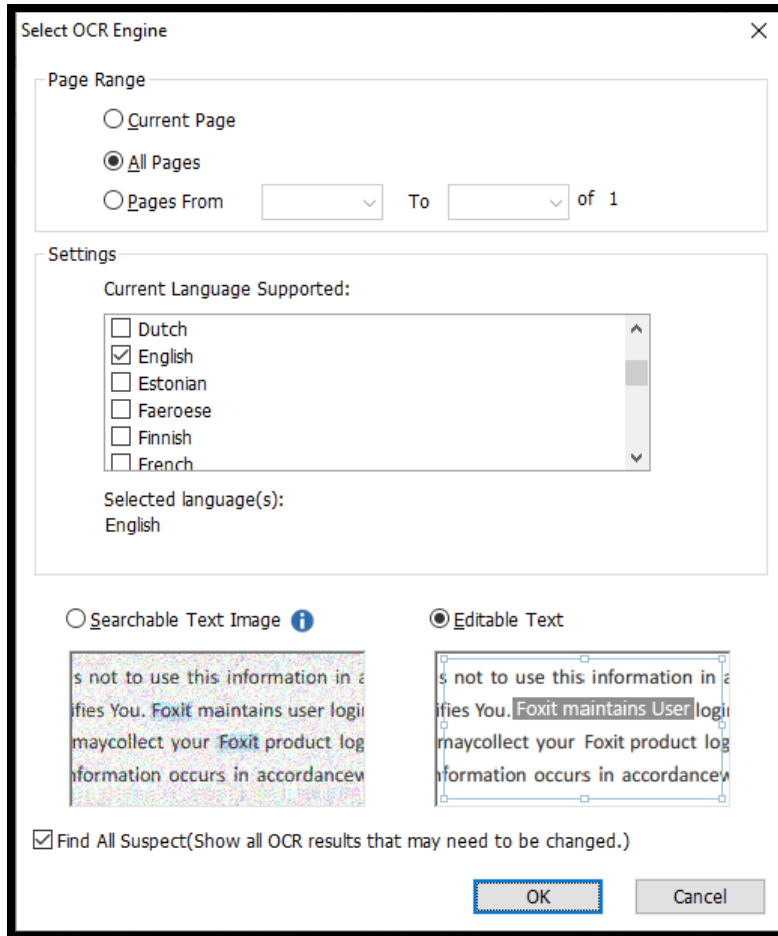 Select OCR Engine
Page Range
Current Page
All Pages
Pages From To of 1
Settings
Current Language Supported:
Dutch
English
Estonian
Faeroese
Finnish
French
Selected language(s):
English
Searchable Text Image i Editable Text
s not to use this information in a
ifies You. Foxit maintains user logi
maycollect your Foxit product log
formation occurs in accordancew
s not to use this information in a
ifies You. Foxit maintains User logi
maycollect your Foxit product log
formation occurs in accordancew
Find All Suspect(Show all OCR results that may need to be changed.)
OK Cancel